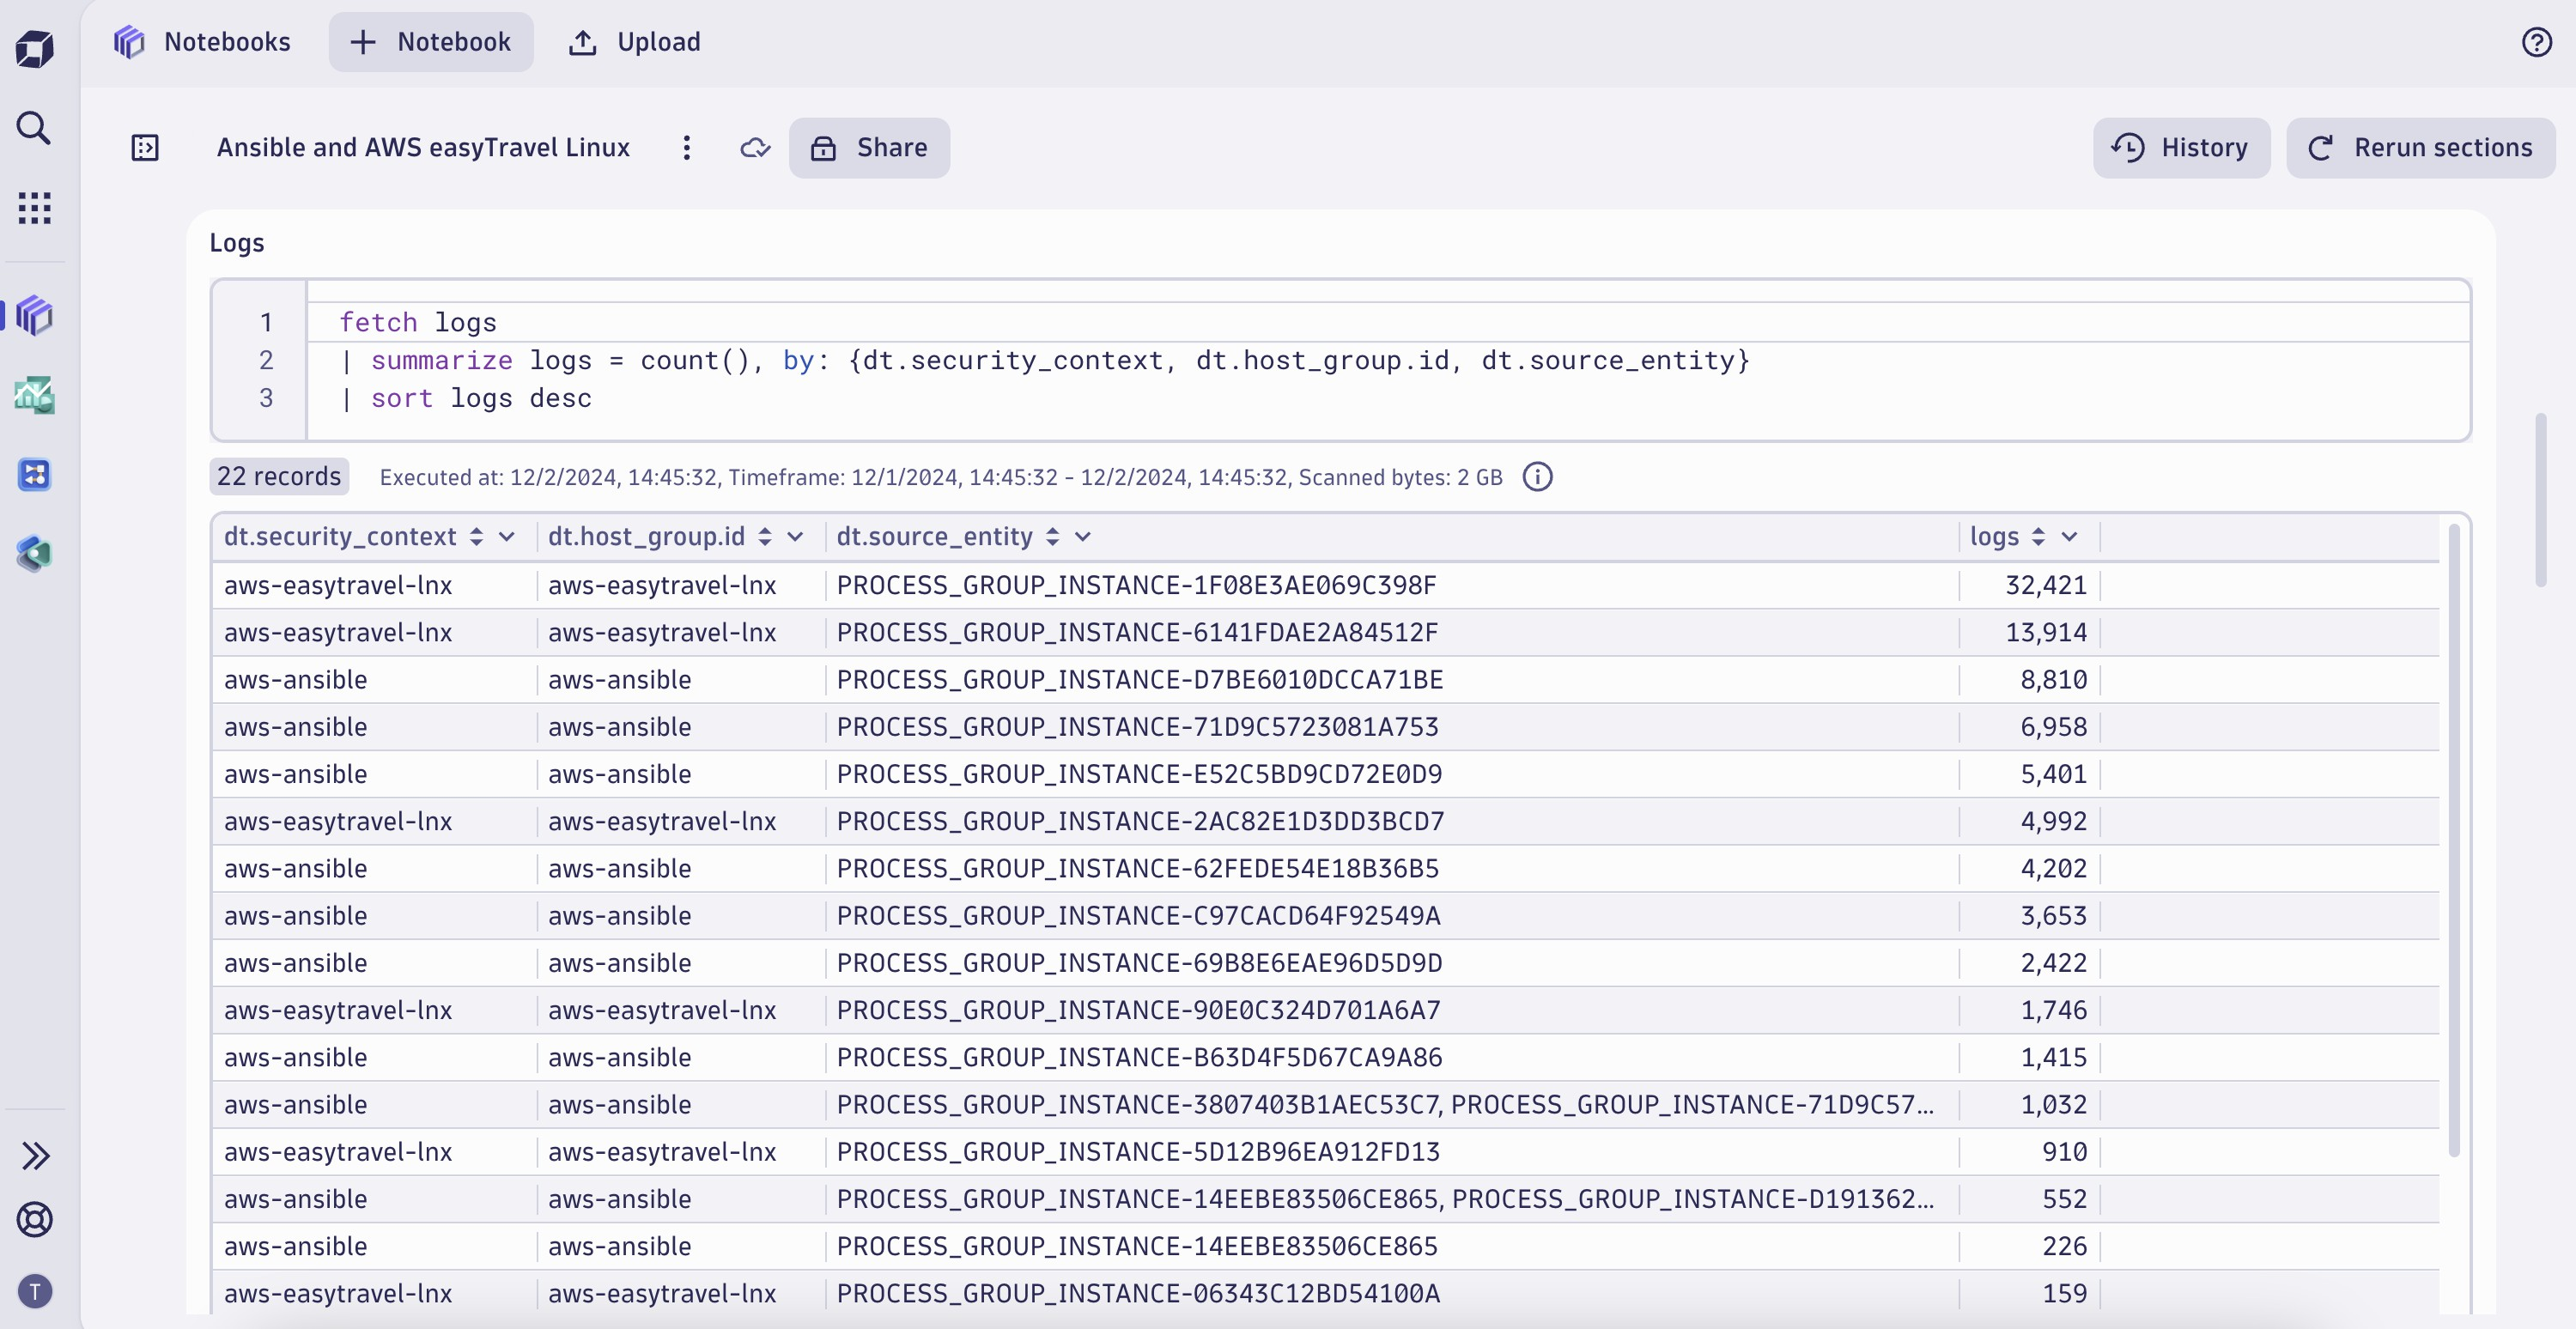 Notebooks
Notebook
Upload
Ansible and AWS easyTravel Linux
Share
History
Rerun sections
Logs
1 fetch logs
2 | summarize logs = count(), by: {dt.security_context, dt.host_group.id, dt.source_entity}
3 | sort logs desc
22 records Executed at: 12/2/2024, 14:45:32, Timeframe: 12/1/2024, 14:45:32 - 12/2/2024, 14:45:32, Scanned bytes: 2 GB
dt.security_context dt.host_group.id dt.source_entity logs
aws-easytravel-lnx aws-easytravel-lnx PROCESS_GROUP_INSTANCE-1F08E3AE069C398F 32,421
aws-easytravel-lnx aws-easytravel-lnx PROCESS_GROUP_INSTANCE-6141FDAE2A84512F 13,914
aws-ansible aws-ansible PROCESS_GROUP_INSTANCE-D7BE6010DCCA71BE 8,810
aws-ansible aws-ansible PROCESS_GROUP_INSTANCE-71D9C5723081A753 6,958
aws-ansible aws-ansible PROCESS_GROUP_INSTANCE-E52C5BD9CD72E0D9 5,401
aws-easytravel-lnx aws-easytravel-lnx PROCESS_GROUP_INSTANCE-2AC82E1D3DD3BCD7 4,992
aws-ansible aws-ansible PROCESS_GROUP_INSTANCE-62FEDE54E18B36B5 4,202
aws-ansible aws-ansible PROCESS_GROUP_INSTANCE-C97CACD64F92549A 3,653
aws-ansible aws-ansible PROCESS_GROUP_INSTANCE-69B8E6EAE96D5D9D 2,422
aws-easytravel-lnx aws-easytravel-lnx PROCESS_GROUP_INSTANCE-90E0C324D701A6A7 1,746
aws-ansible aws-ansible PROCESS_GROUP_INSTANCE-B63D4F5D67CA9A86 1,415
aws-ansible aws-ansible PROCESS_GROUP_INSTANCE-3807403B1AEC53C7, PROCESS_GROUP_INSTANCE-71D9C57... 1,032
aws-easytravel-lnx aws-easytravel-lnx PROCESS_GROUP_INSTANCE-5D12B96EA912FD13 910
aws-ansible aws-ansible PROCESS_GROUP_INSTANCE-14EEBE83506CE865, PROCESS_GROUP_INSTANCE-D191362... 552
aws-ansible aws-ansible PROCESS_GROUP_INSTANCE-14EEBE83506CE865 226
aws-easytravel-lnx aws-easytravel-lnx PROCESS_GROUP_INSTANCE-06343C12BD54100A 159
T